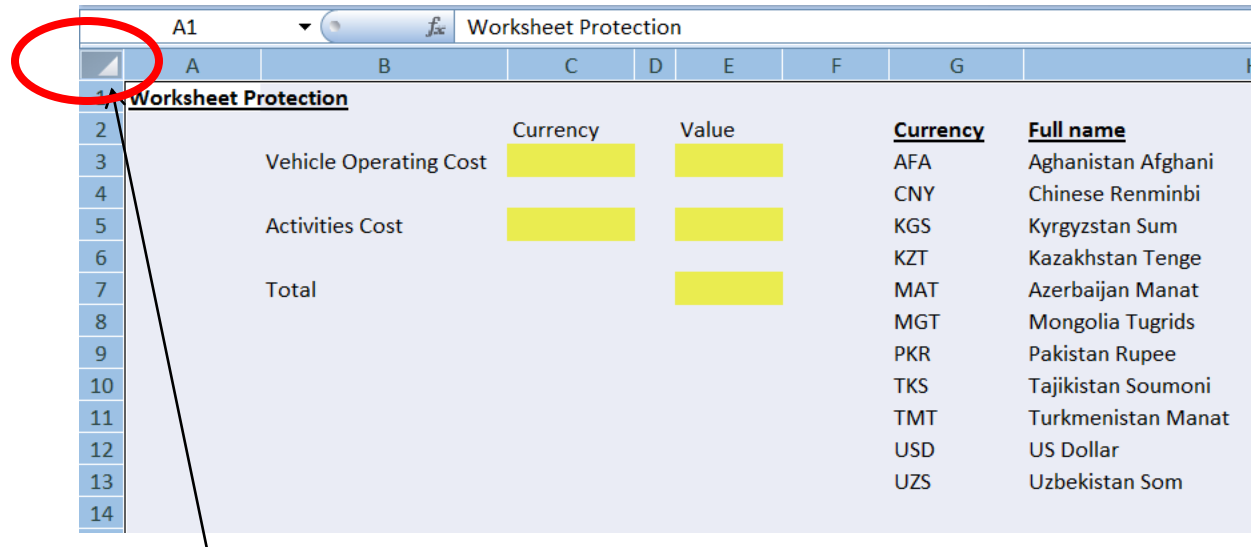 A1 fx Worksheet Protection
A B C D E F G H
1 Worksheet Protection
2 Currency Value Currency Full name
3 Vehicle Operating Cost AFA Aghanistan Afghani
4 CNY Chinese Renminbi
5 Activities Cost KGS Kyrgyzstan Sum
6 KZT Kazakhstan Tenge
7 Total MAT Azerbaijan Manat
8 MGT Mongolia Tugrids
9 PKR Pakistan Rupee
10 TKS Tajikistan Soumoni
11 TMT Turkmenistan Manat
12 USD US Dollar
13 UZS Uzbekistan Som
14